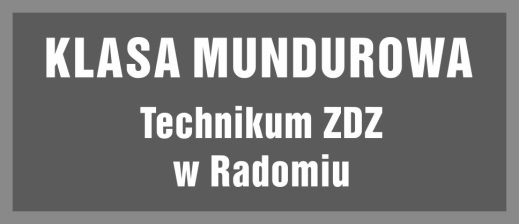 KLASA MUNDUROWA
Technikum ZDZ
w Radomiu